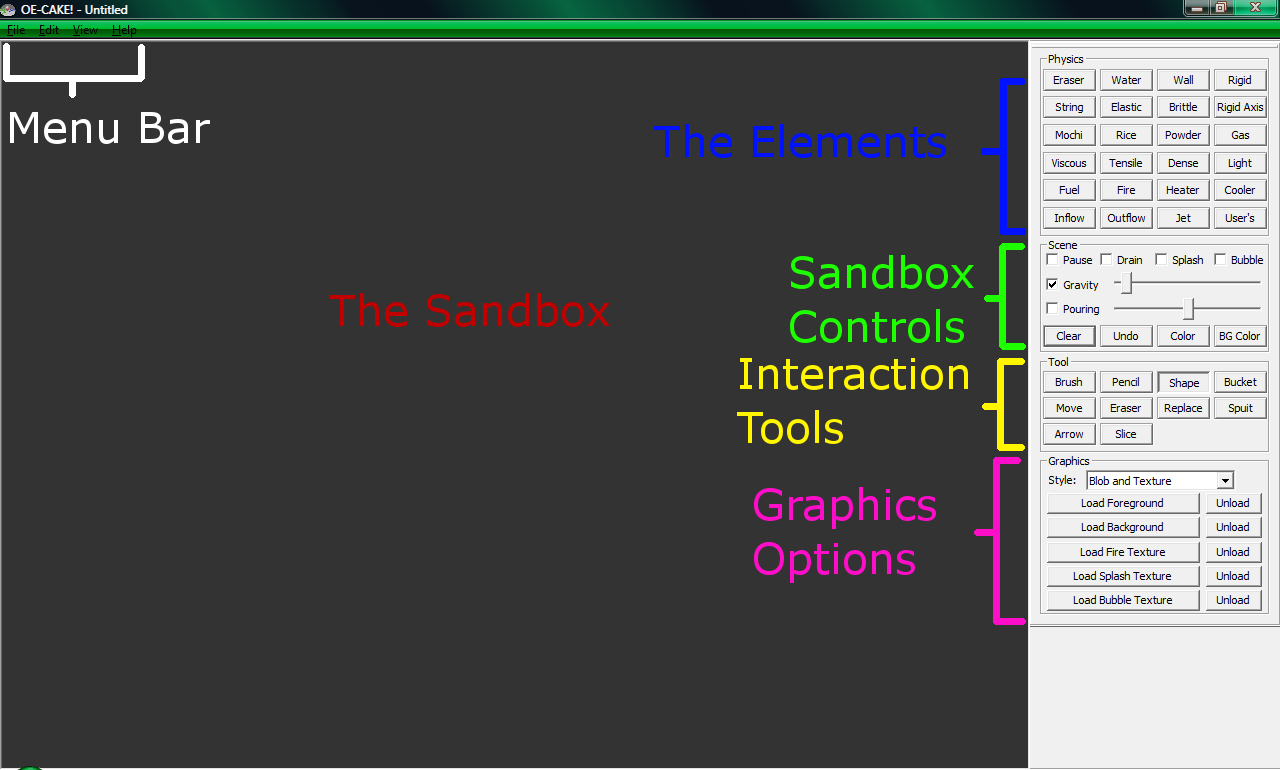 OE-CAKE! - Untitled
File Edit View Help
Menu Bar
The Elements
The Sandbox
Sandbox
Controls
Interaction
Tools
Graphics
Options
Physics
Eraser Water Wall Rigid
String Elastic Brittle Rigid Axis
Mochi Rice Powder Gas
Viscous Tensile Dense Light
Fuel Fire Heater Cooler
Inflow Outflow Jet User's
Scene
Pause Drain Splash Bubble
Gravity
Pouring
Clear Undo Color BG Color
Tool
Brush Pencil Shape Bucket
Move Eraser Replace Spuit
Arrow Slice
Graphics
Style: Blob and Texture
Load Foreground Unload
Load Background Unload
Load Fire Texture Unload
Load Splash Texture Unload
Load Bubble Texture Unload